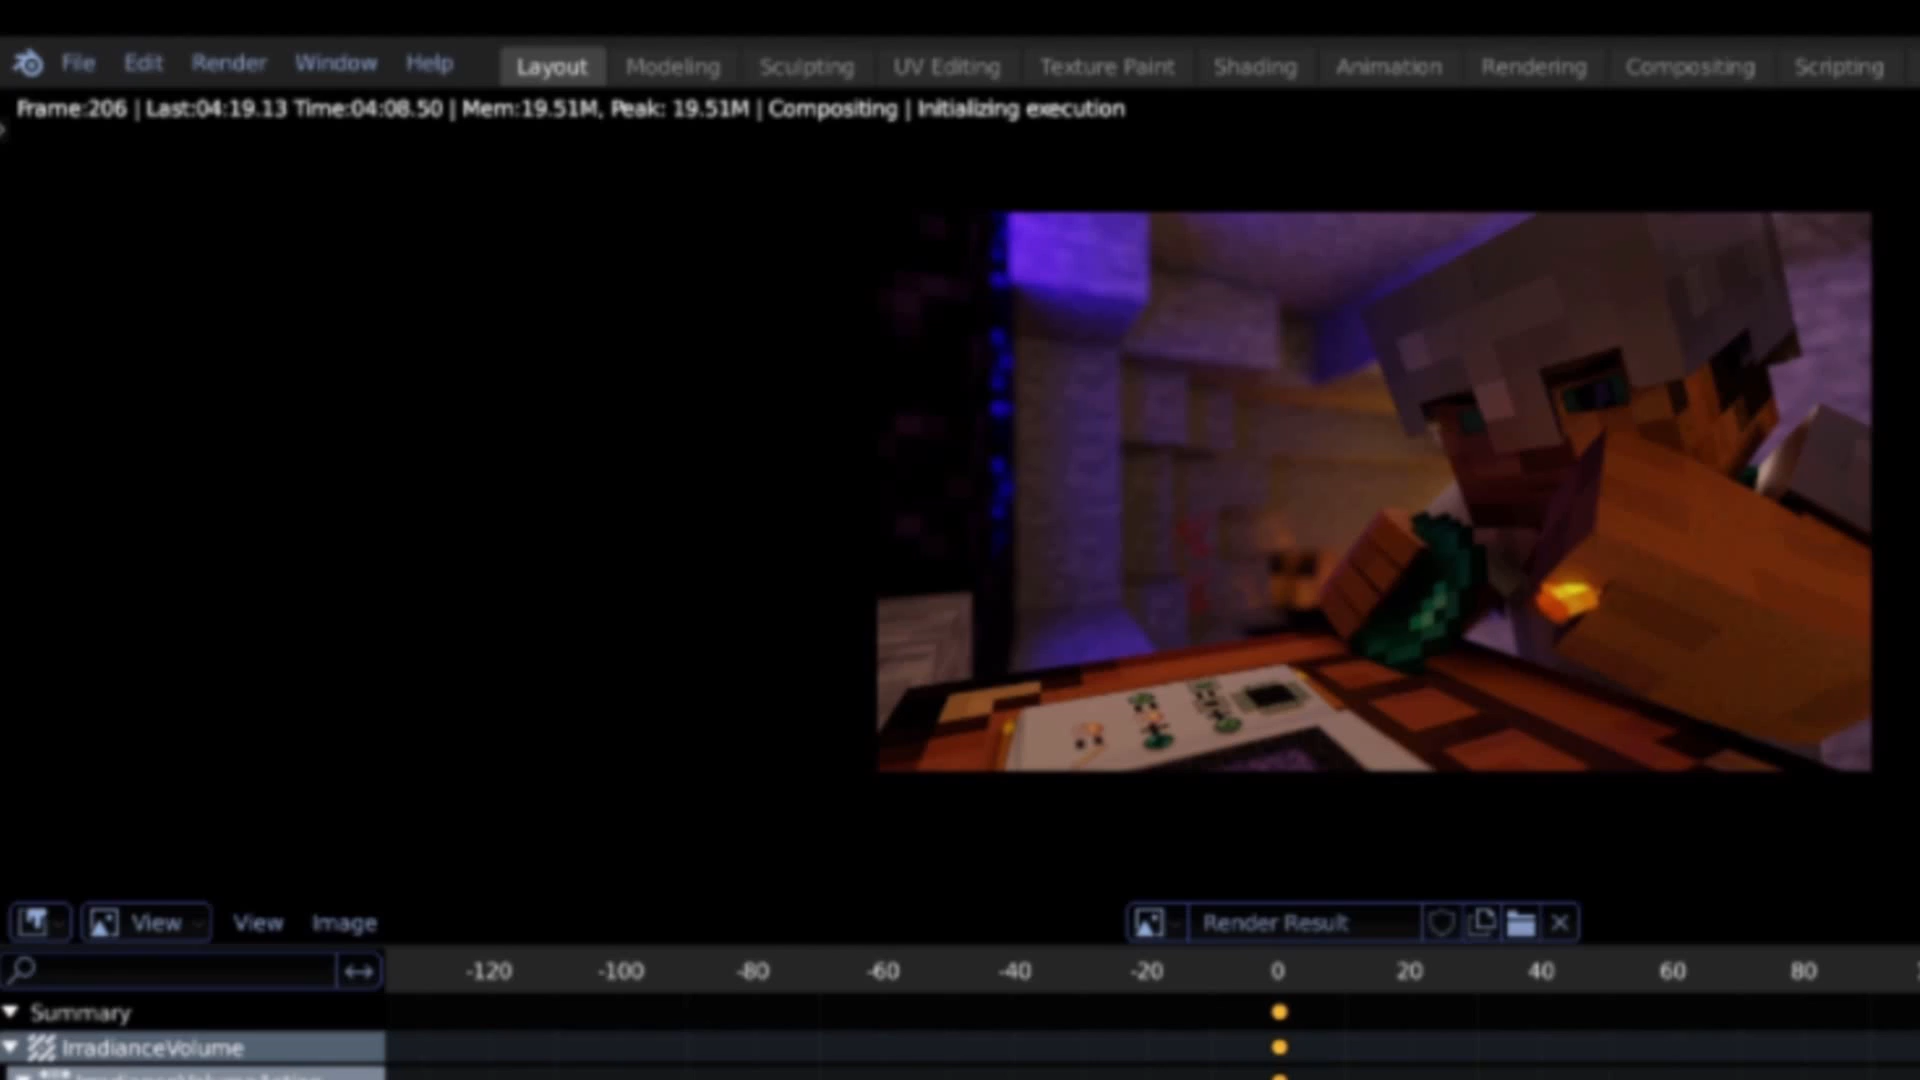 File Edit Render Window Help Layout Modeling Sculpting UV Editing Texture Paint Shading Animation Rendering Compositing Scripting
Frame:206 | Last:04:19.13 Time:04:08.50 | Mem:19.51M, Peak: 19.51M | Compositing | Initializing execution
View View Image Render Result
-120 -100 -80 -60 -40 -20 0 20 40 60 80
Summary
IrradianceVolume